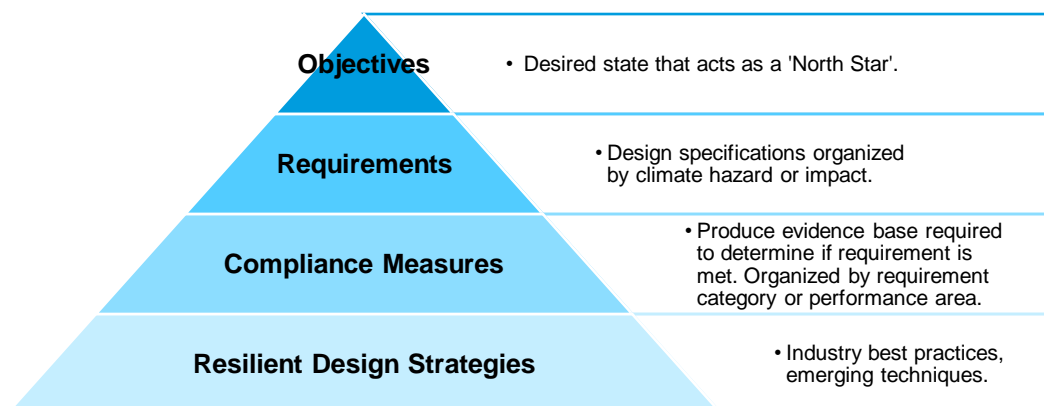 Objectives
• Desired state that acts as a 'North Star'.
Requirements
• Design specifications organized
by climate hazard or impact.
Compliance Measures
• Produce evidence base required
to determine if requirement is
met. Organized by requirement
category or performance area.
Resilient Design Strategies
• Industry best practices,
emerging techniques.